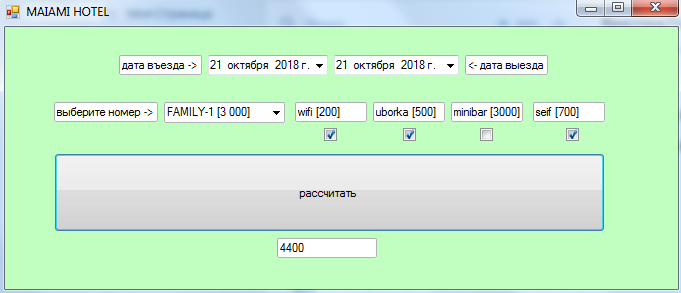 MAIAMI HOTEL
дата въезда -> 21 октября 2018 г. 21 октября 2018 г. <- дата выезда
выберите номер -> FAMILY-1 [3 000] wifi [200] uborka [500] minibar [3000] seif [700]
рассчитать
4400